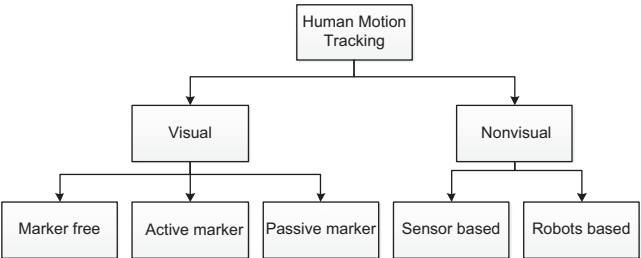 Human Motion
Tracking
Visual
Nonvisual
Marker free
Active marker
Passive marker
Sensor based
Robots based